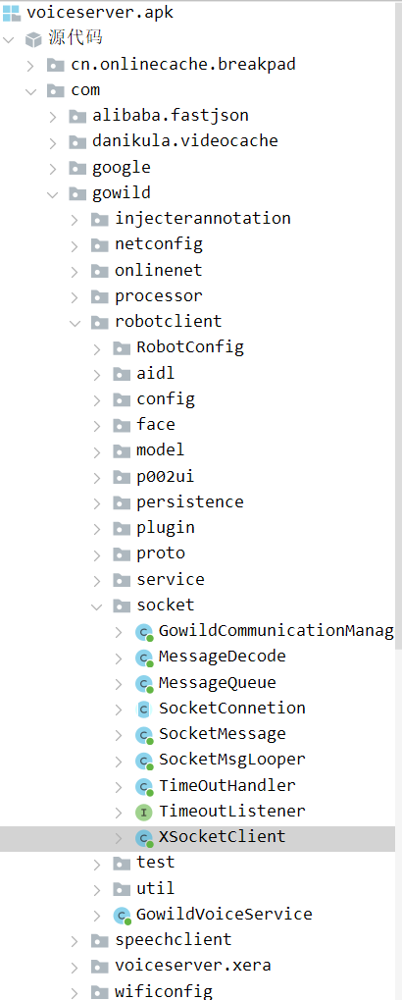 voiceserver.apk
源代码
cn.onlinecache.breakpad
com
alibaba.fastjson
danikula.videocache
google
gowild
injecterannotation
netconfig
onlinenet
processor
robotclient
RobotConfig
aidl
config
face
model
p002ui
persistence
plugin
proto
service
socket
GowildCommunicationManag
MessageDecode
MessageQueue
SocketConnetion
SocketMessage
SocketMsgLooper
TimeOutHandler
TimeoutListener
XSocketClient
test
util
GowildVoiceService
speechclient
voiceserver.xera
wificonfig